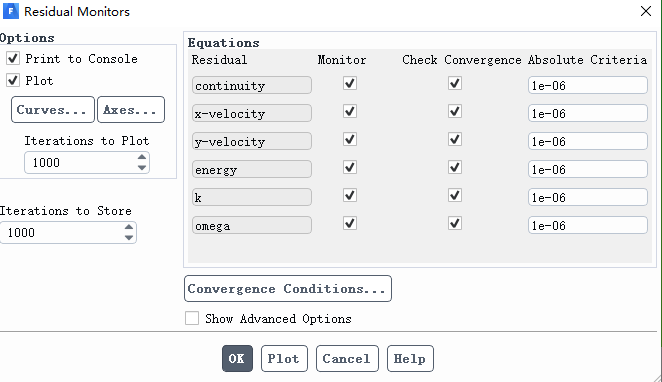 Residual Monitors
Options
Print to Console
Plot
Curves... Axes...
Iterations to Plot
1000
Iterations to Store
1000
Equations
Residual Monitor Check Convergence Absolute Criteria
continuity 1e-06
x-velocity 1e-06
y-velocity 1e-06
energy 1e-06
k 1e-06
omega 1e-06
Convergence Conditions...
Show Advanced Options
OK Plot Cancel Help